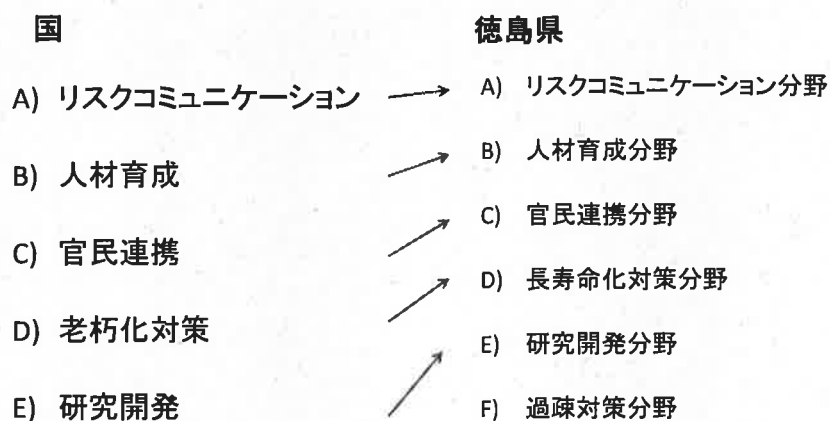 国
A) リスクコミュニケーション
B) 人材育成
C) 官民連携
D) 老朽化対策
E) 研究開発
徳島県
A) リスクコミュニケーション分野
B) 人材育成分野
C) 官民連携分野
D) 長寿命化対策分野
E) 研究開発分野
F) 過疎対策分野